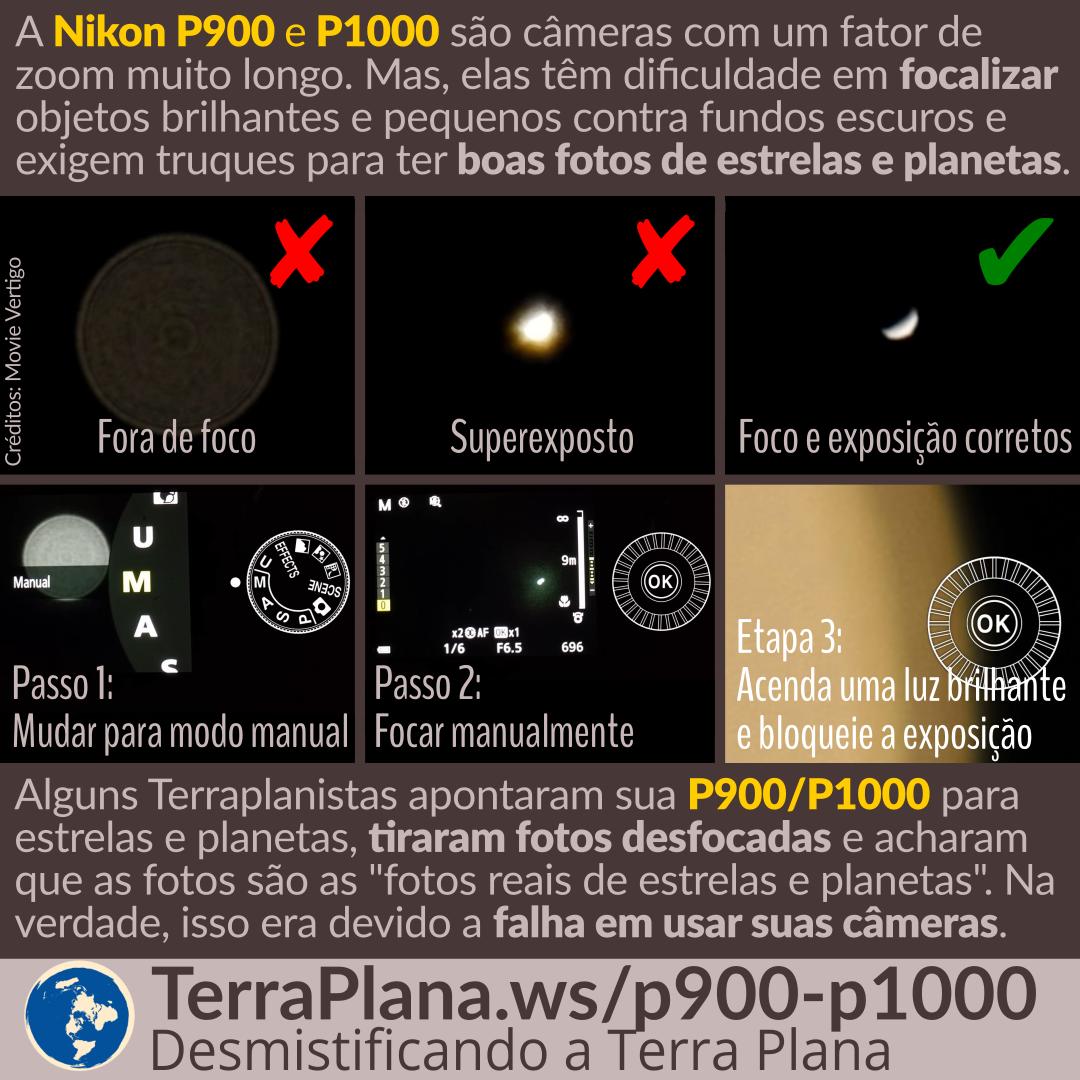 A Nikon P900 e P1000 são câmeras com um fator de
zoom muito longo. Mas, elas têm dificuldade em focalizar
objetos brilhantes e pequenos contra fundos escuros e
exigem truques para ter boas fotos de estrelas e planetas.
Créditos: Movie Vertigo
Fora de foco
Superexposto
Foco e exposição corretos
U
M
A
S
Manual
EFFECTS
SCENE
U
M
A
S
P
Passo 1:
Mudar para modo manual
M
5
4
3
2
1
0
∞
9m
+
-
x2 AF OK x1
1/6 F6.5 696
OK
Passo 2:
Focar manualmente
OK
Etapa 3:
Acenda uma luz brilhante
e bloqueie a exposição
Alguns Terraplanistas apontaram sua P900/P1000 para
estrelas e planetas, tiraram fotos desfocadas e acharam
que as fotos são as "fotos reais de estrelas e planetas". Na
verdade, isso era devido a falha em usar suas câmeras.
TerraPlana.ws/p900-p1000
Desmistificando a Terra Plana